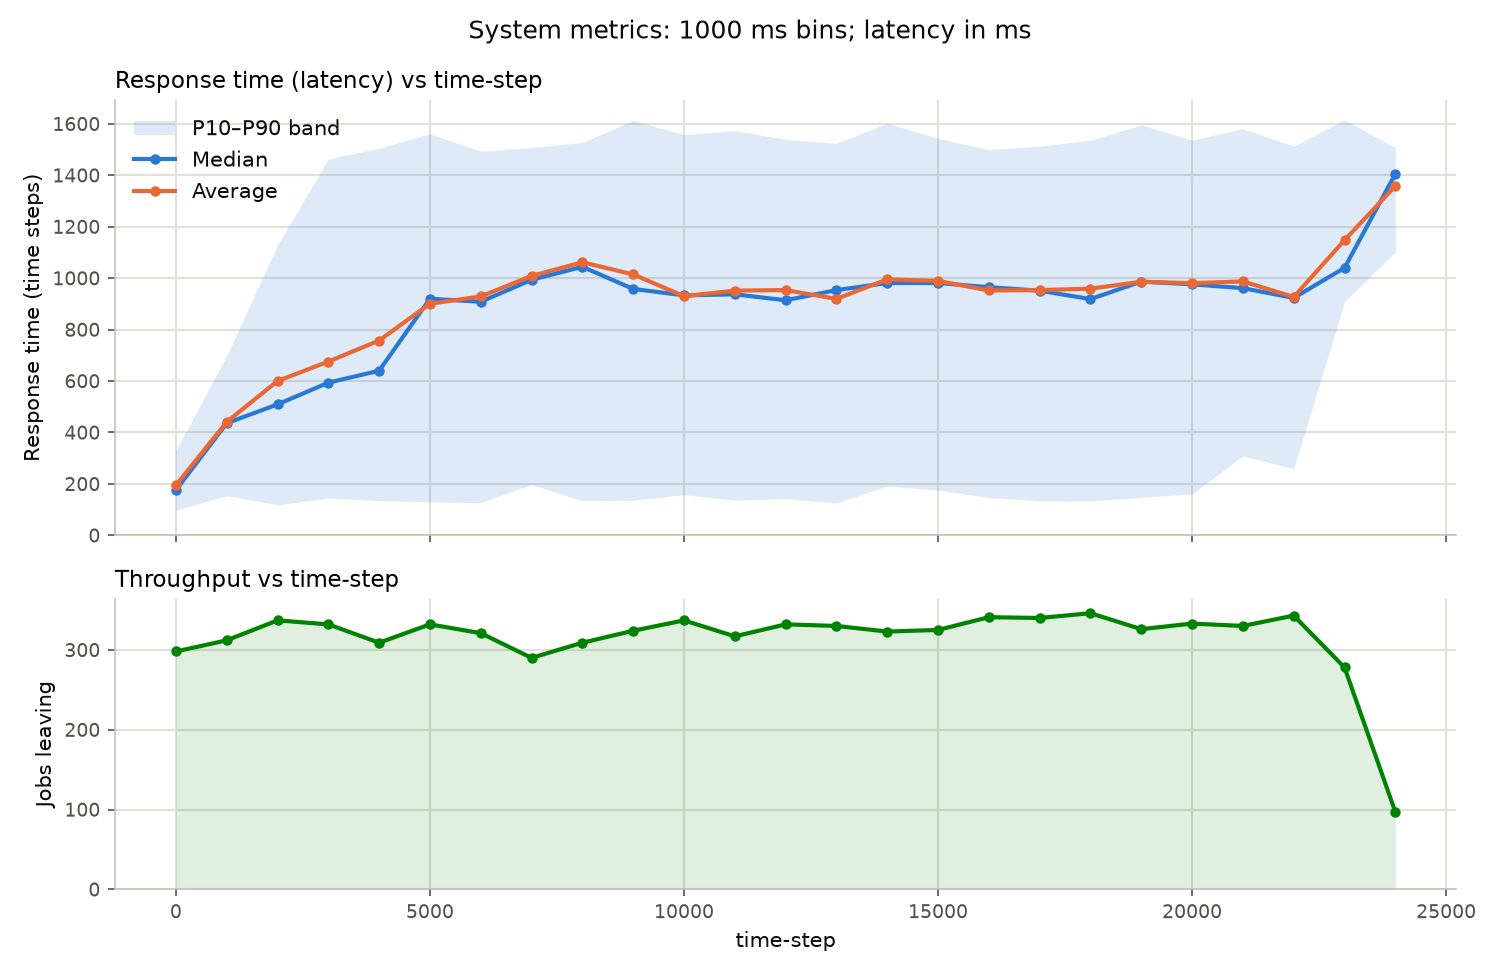 System metrics: 1000 ms bins; latency in ms
Response time (latency) vs time-step
Response time (time steps)
1600
1400
1200
1000
800
600
400
200
0
P10–P90 band
Median
Average
Throughput vs time-step
Jobs leaving
300
200
100
0
0 5000 10000 15000 20000 25000
time-step